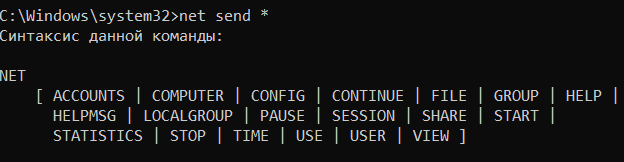 C:\Windows\system32>net send *
Синтаксис данной команды:
NET
[ ACCOUNTS | COMPUTER | CONFIG | CONTINUE | FILE | GROUP | HELP |
HELPMSG | LOCALGROUP | PAUSE | SESSION | SHARE | START |
STATISTICS | STOP | TIME | USE | USER | VIEW ]